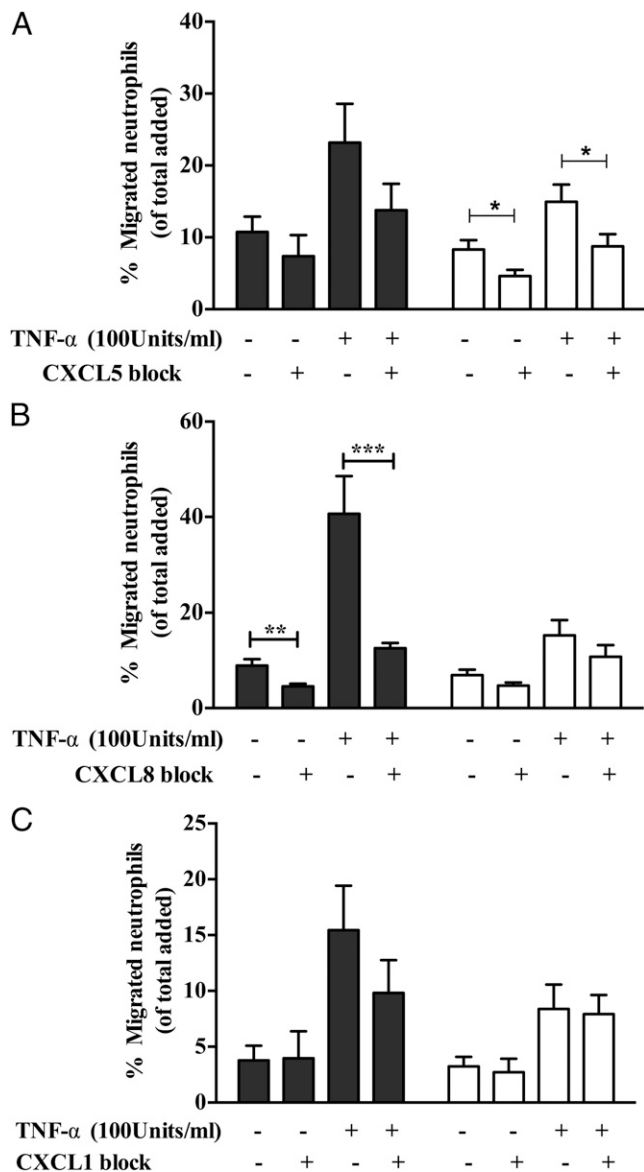 A
% Migrated neutrophils
(of total added)
40
30
20
10
0
*
*
TNF-α (100Units/ml) - - + + - - + +
CXCL5 block - + - + - + - +
B
% Migrated neutrophils
(of total added)
60
40
20
0
**
***
TNF-α (100Units/ml) - - + + - - + +
CXCL8 block - + - + - + - +
C
% Migrated neutrophils
(of total added)
25
20
15
10
5
0
TNF-α (100Units/ml) - - + + - - + +
CXCL1 block - + - + - + - +